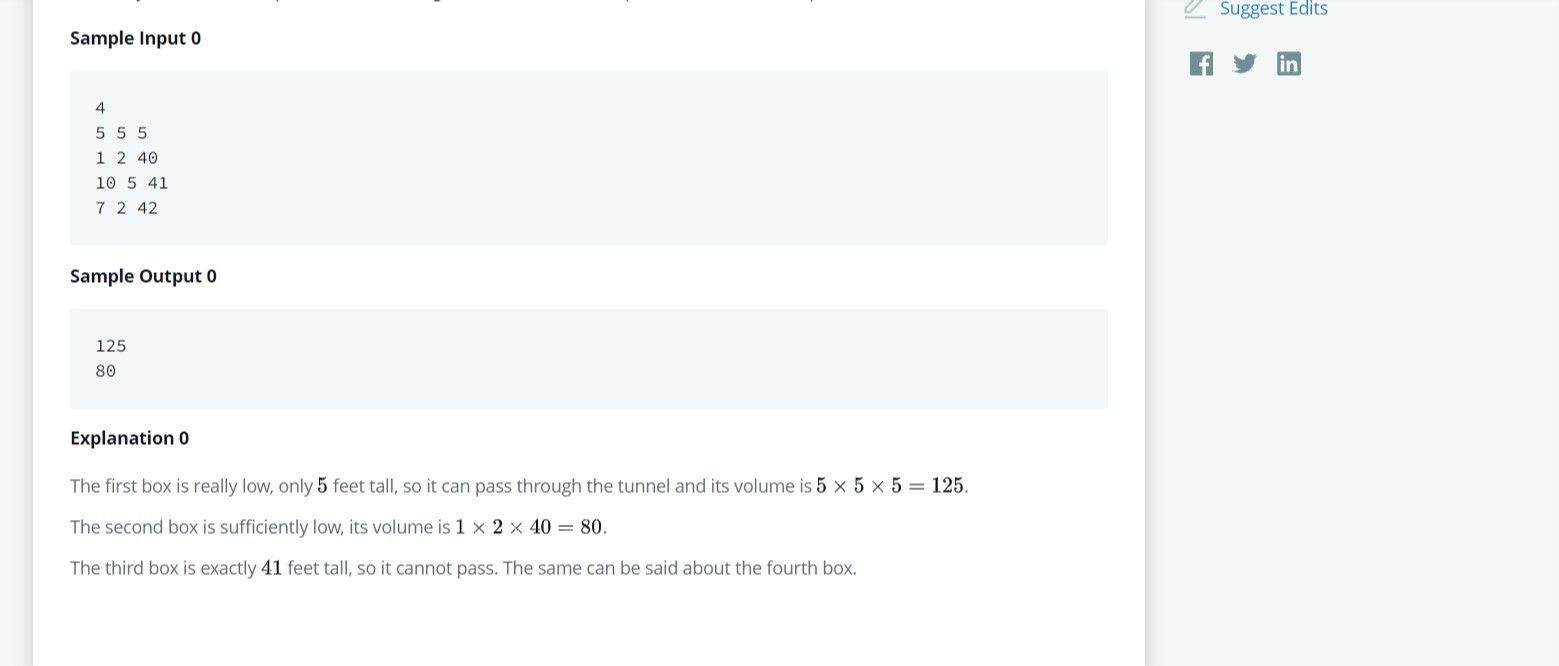 Suggest Edits
Sample Input 0
4
5 5 5
1 2 40
10 5 41
7 2 42
Sample Output 0
125
80
Explanation 0
The first box is really low, only 5 feet tall, so it can pass through the tunnel and its volume is 5 × 5 × 5 = 125.
The second box is sufficiently low, its volume is 1 × 2 × 40 = 80.
The third box is exactly 41 feet tall, so it cannot pass. The same can be said about the fourth box.